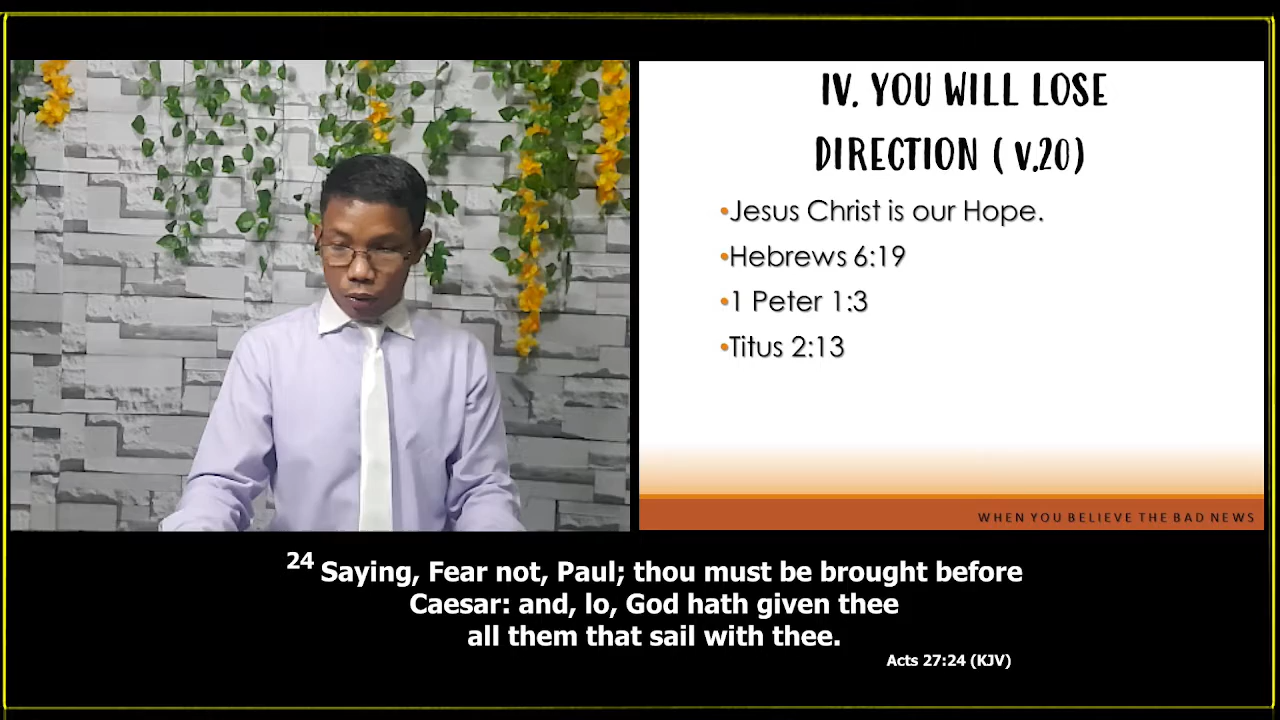 IV. YOU WILL LOSE
DIRECTION ( v.20)
•Jesus Christ is our Hope.
•Hebrews 6:19
•1 Peter 1:3
•Titus 2:13
WHEN YOU BELIEVE THE BAD NEWS
24 Saying, Fear not, Paul; thou must be brought before
Caesar: and, lo, God hath given thee
all them that sail with thee.
Acts 27:24 (KJV)